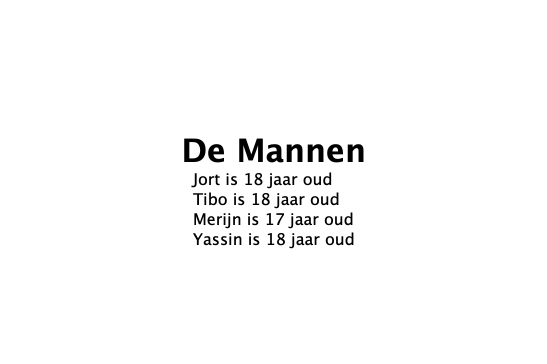 De Mannen
Jort is 18 jaar oud
Tibo is 18 jaar oud
Merijn is 17 jaar oud
Yassin is 18 jaar oud